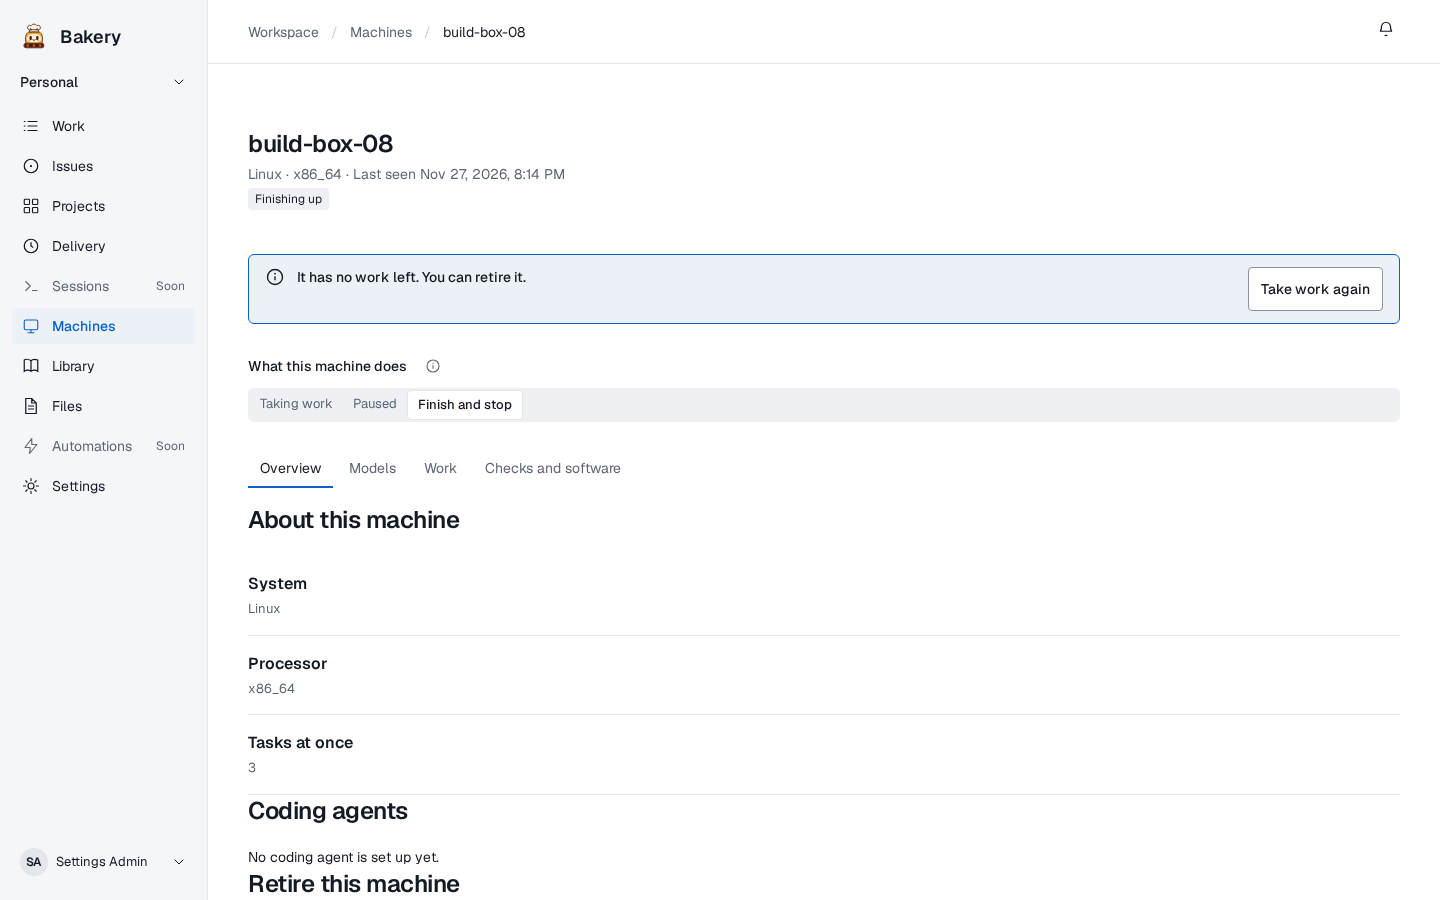 Bakery
Personal
Work
Issues
Projects
Delivery
Sessions Soon
Machines
Library
Files
Automations Soon
Settings
SA Settings Admin
Workspace / Machines / build-box-08
build-box-08
Linux · x86_64 · Last seen Nov 27, 2026, 8:14 PM
Finishing up
It has no work left. You can retire it.
Take work again
What this machine does
Taking work Paused Finish and stop
Overview Models Work Checks and software
About this machine
System
Linux
Processor
x86_64
Tasks at once
3
Coding agents
No coding agent is set up yet.
Retire this machine